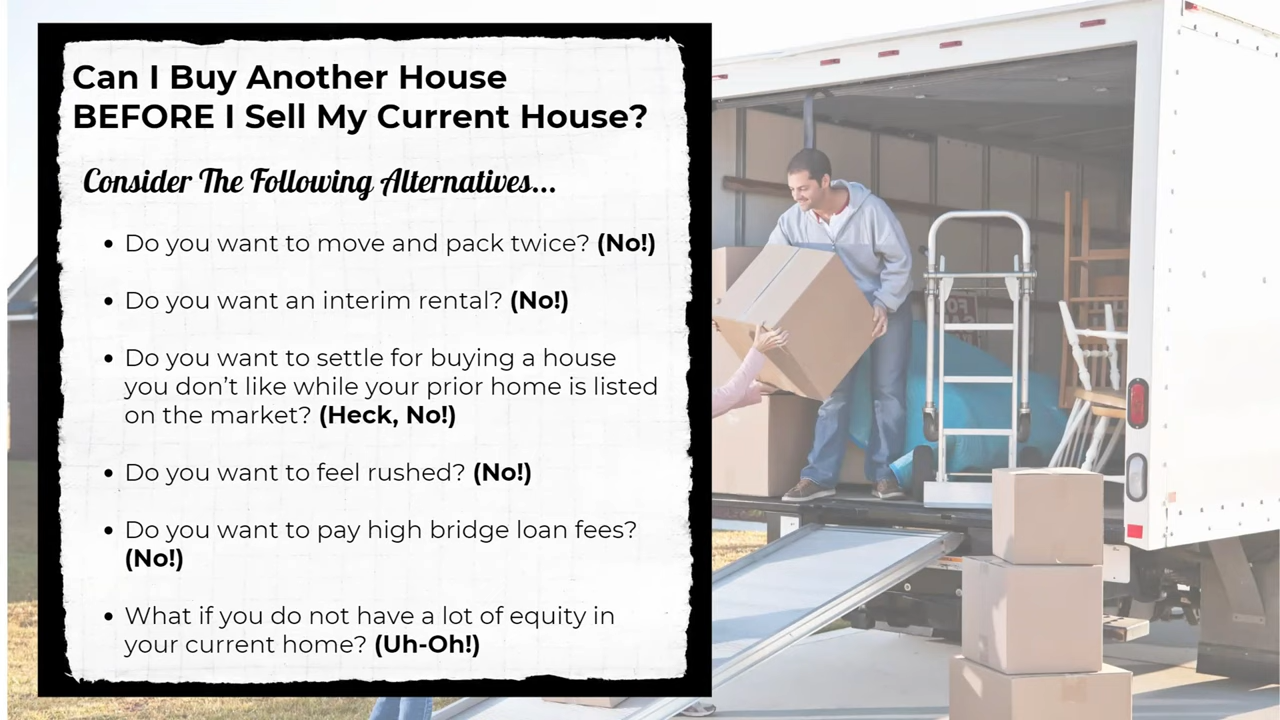 Can I Buy Another House
BEFORE I Sell My Current House?
Consider The Following Alternatives...
• Do you want to move and pack twice? (No!)
• Do you want an interim rental? (No!)
• Do you want to settle for buying a house
you don’t like while your prior home is listed
on the market? (Heck, No!)
• Do you want to feel rushed? (No!)
• Do you want to pay high bridge loan fees?
(No!)
• What if you do not have a lot of equity in
your current home? (Uh-Oh!)